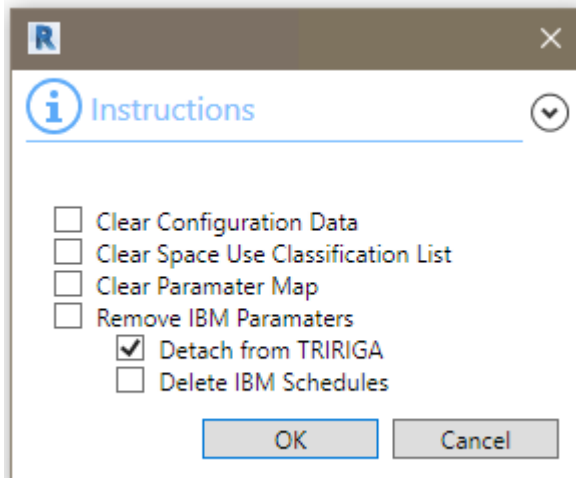 R
Instructions
Clear Configuration Data
Clear Space Use Classification List
Clear Paramater Map
Remove IBM Paramaters
Detach from TRIRIGA
Delete IBM Schedules
OK Cancel